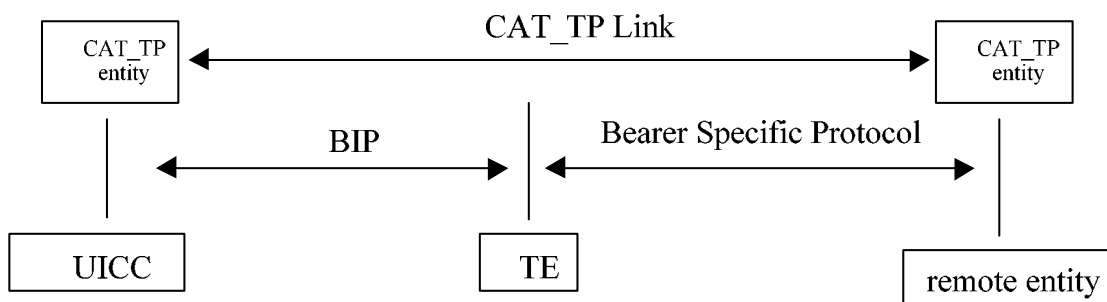 CAT_TP Link
CAT_TP
entity
CAT_TP
entity
BIP
Bearer Specific Protocol
UICC
TE
remote entity